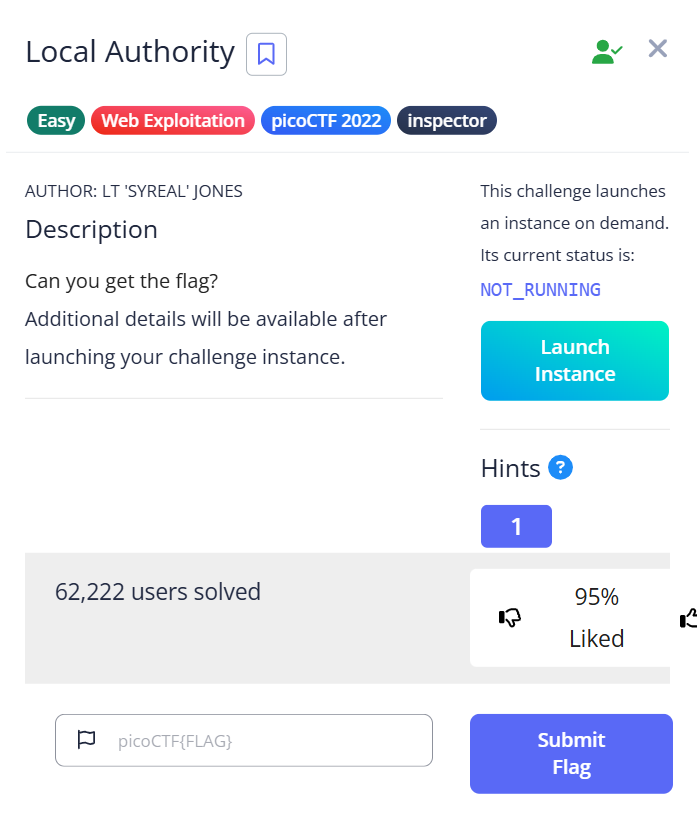 Local Authority
Easy
Web Exploitation
picoCTF 2022
inspector
AUTHOR: LT 'SYREAL' JONES
Description
Can you get the flag?
Additional details will be available after
launching your challenge instance.
This challenge launches
an instance on demand.
Its current status is:
NOT_RUNNING
Launch
Instance
Hints ?
1
62,222 users solved
95%
Liked
picoCTF{FLAG}
Submit
Flag